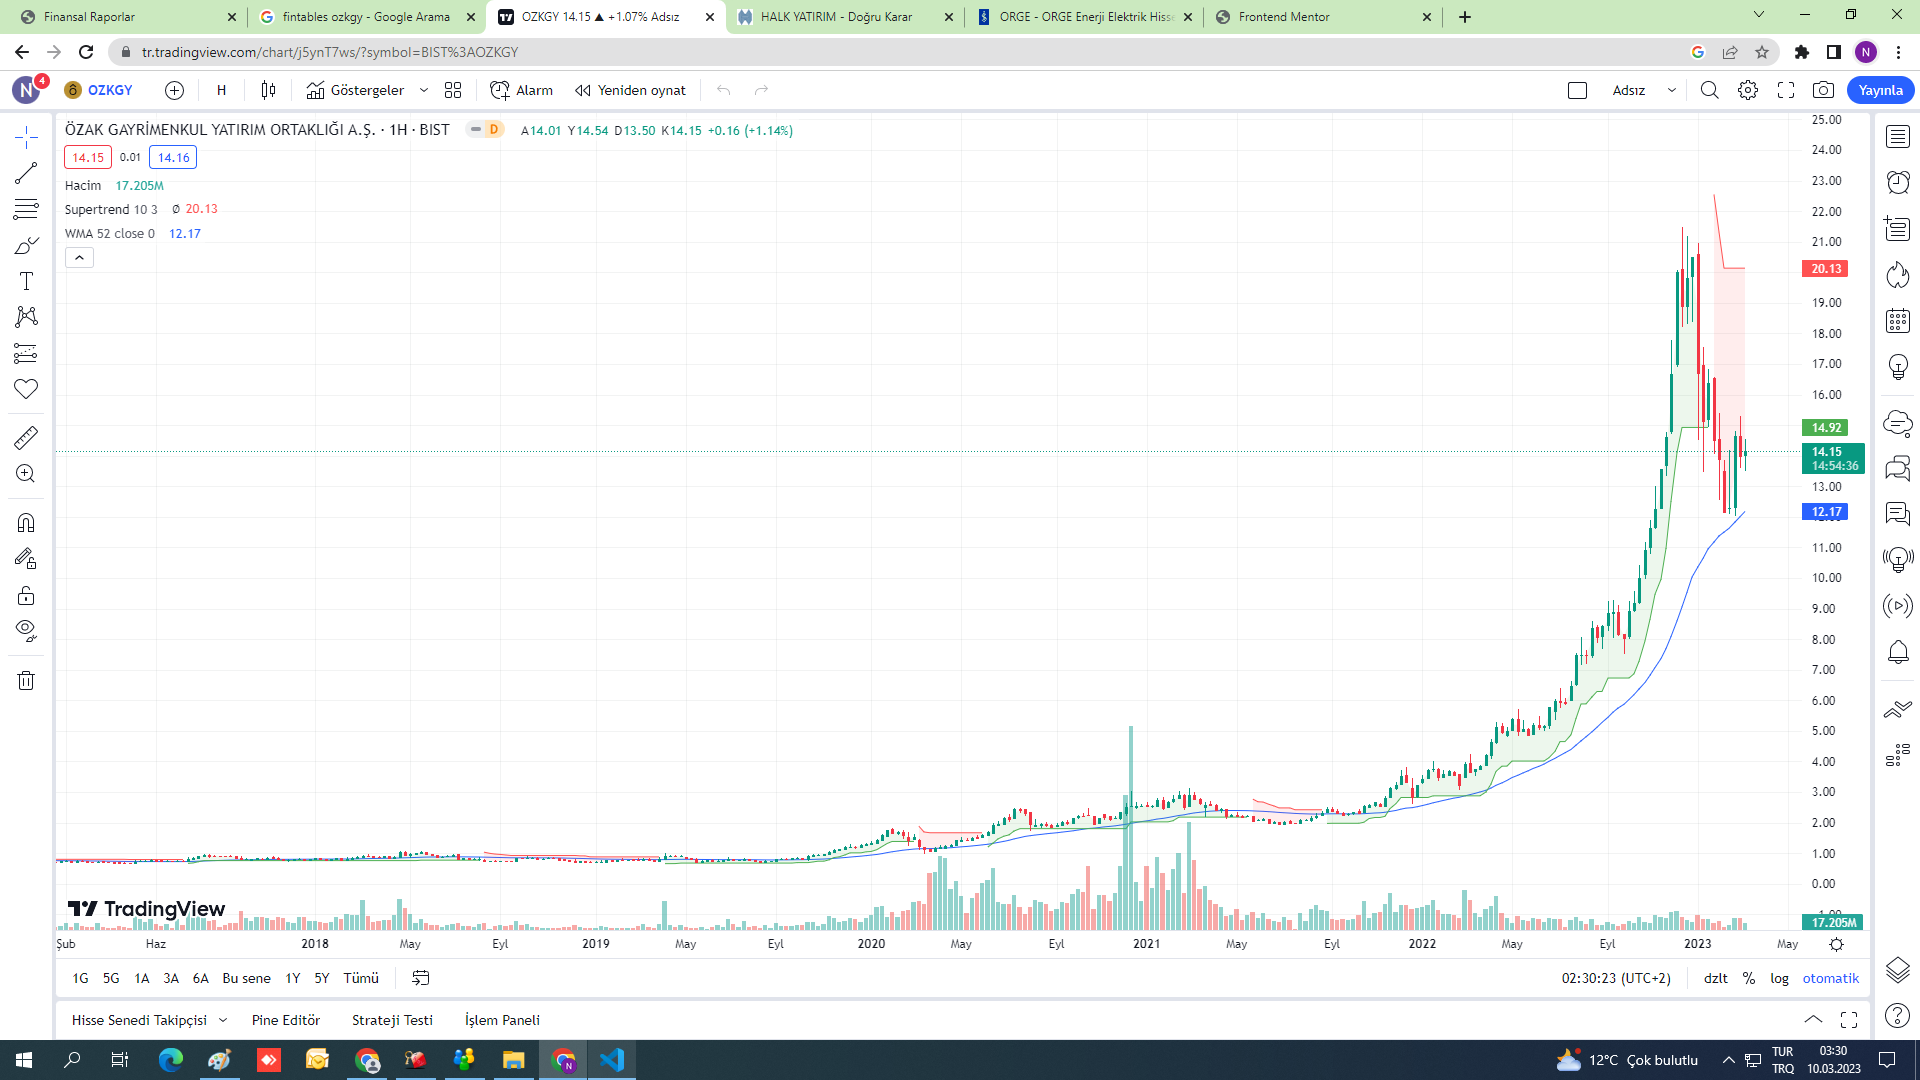 Finansal Raporlar
fintables ozkgy - Google Arama
OZKGY 14.15 ▲ +1.07% Adsız
HALK YATIRIM - Doğru Karar
ORGE - ORGE Enerji Elektrik Hisse
Frontend Mentor
tr.tradingview.com/chart/j5ynT7ws/?symbol=BIST%3AOZKGY
N
N 4
OZKGY
H
Göstergeler
Alarm
Yeniden oynat
Adsız
Yayınla
ÖZAK GAYRİMENKUL YATIRIM ORTAKLIĞI A.Ş. · 1H · BIST
D
A14.01 Y14.54 D13.50 K14.15 +0.16 (+1.14%)
14.15 0.01 14.16
Hacim 17.205M
Supertrend 10 3 Ø 20.13
WMA 52 close 0 12.17
25.00
24.00
23.00
22.00
21.00
20.13
19.00
18.00
17.00
16.00
14.92
14.15
14:54:36
13.00
12.17
11.00
10.00
9.00
8.00
7.00
6.00
5.00
4.00
3.00
2.00
1.00
0.00
17.205M
TradingView
Şub Haz 2018 May Eyl 2019 May Eyl 2020 May Eyl 2021 May Eyl 2022 May Eyl 2023 May
1G 5G 1A 3A 6A Bu sene 1Y 5Y Tümü
02:30:23 (UTC+2) dzlt % log otomatik
Hisse Senedi Takipçisi Pine Editör Strateji Testi İşlem Paneli
12°C Çok bulutlu
TUR
TRQ
03:30
10.03.2023